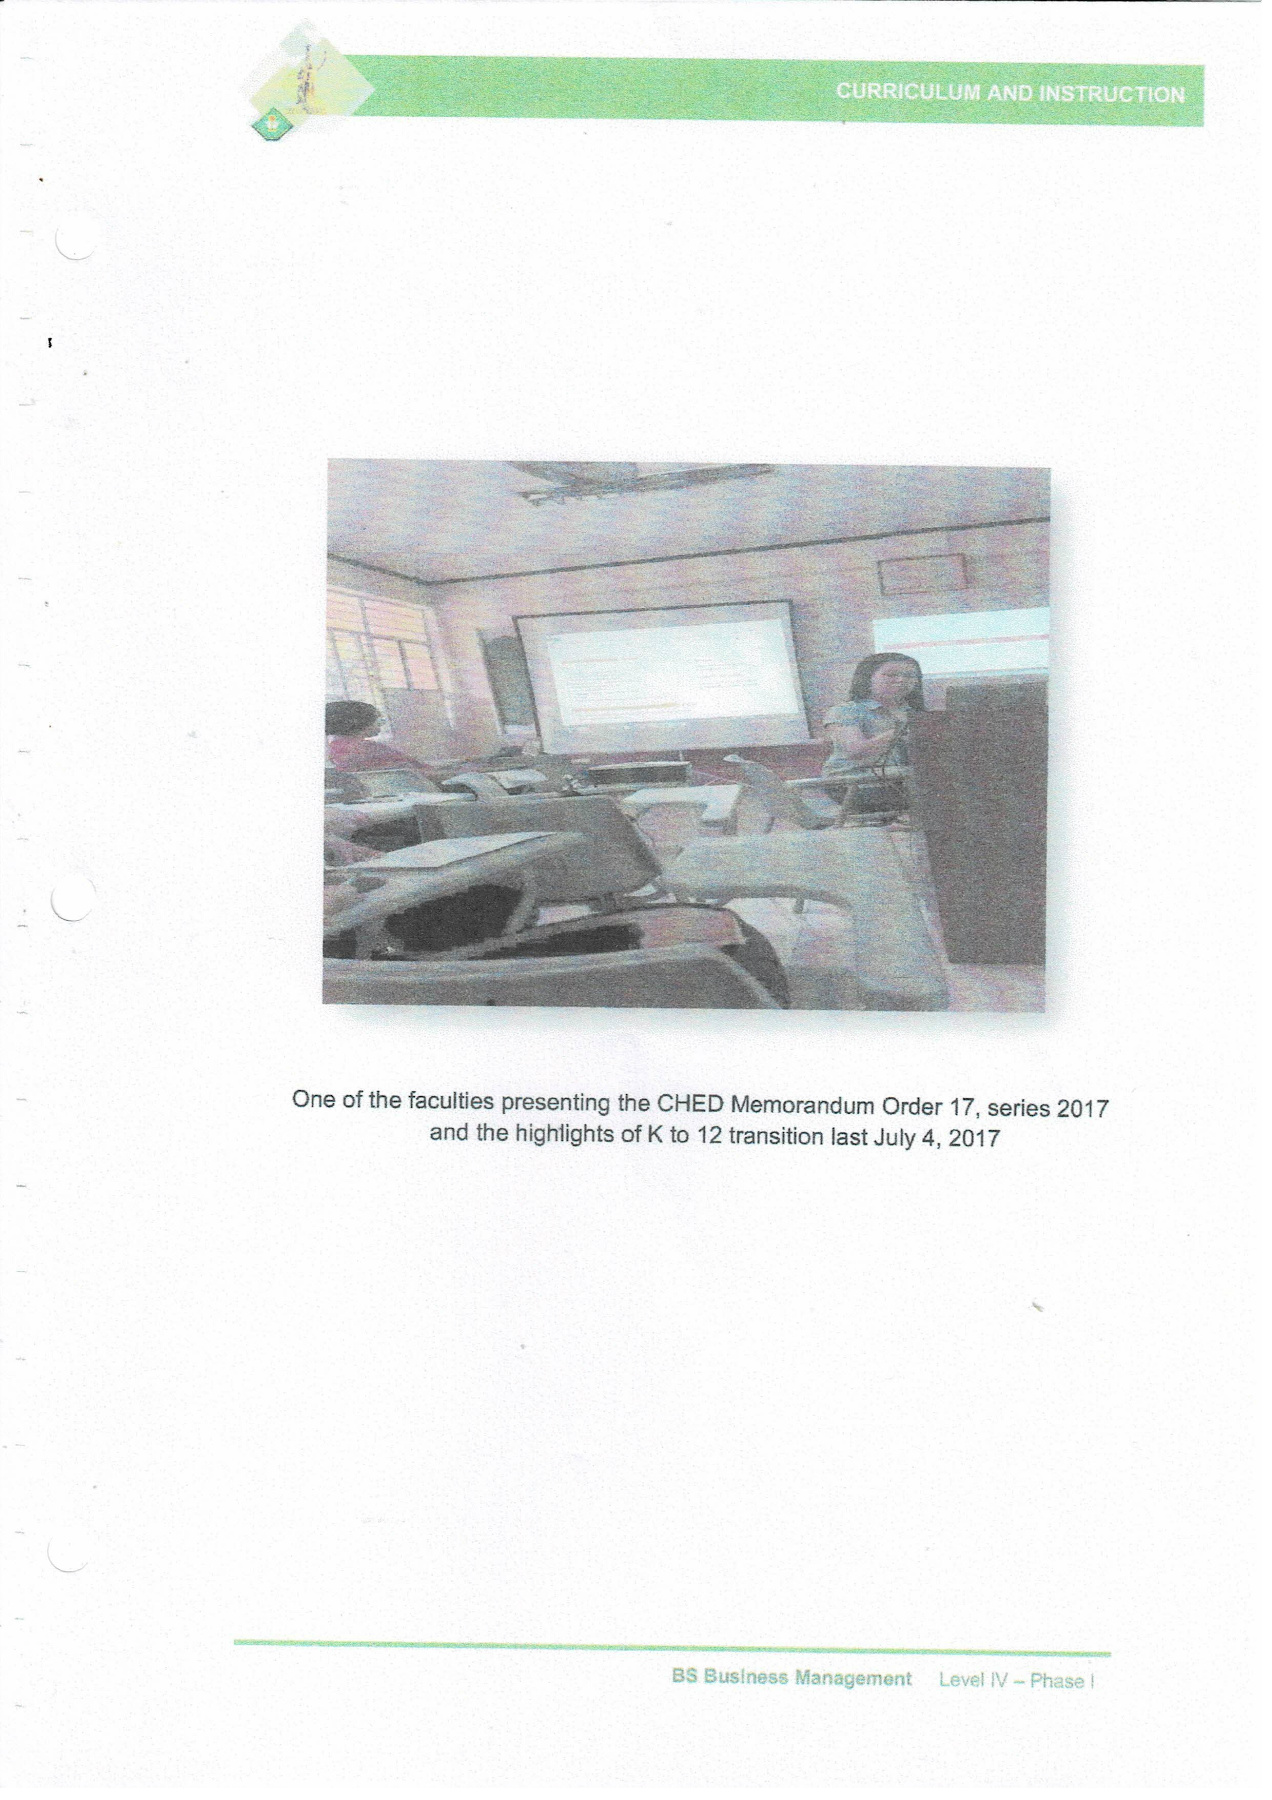 CURRICULUM AND INSTRUCTION
One of the faculties presenting the CHED Memorandum Order 17, series 2017
and the highlights of K to 12 transition last July 4, 2017
BS Business Management Level IV – Phase I